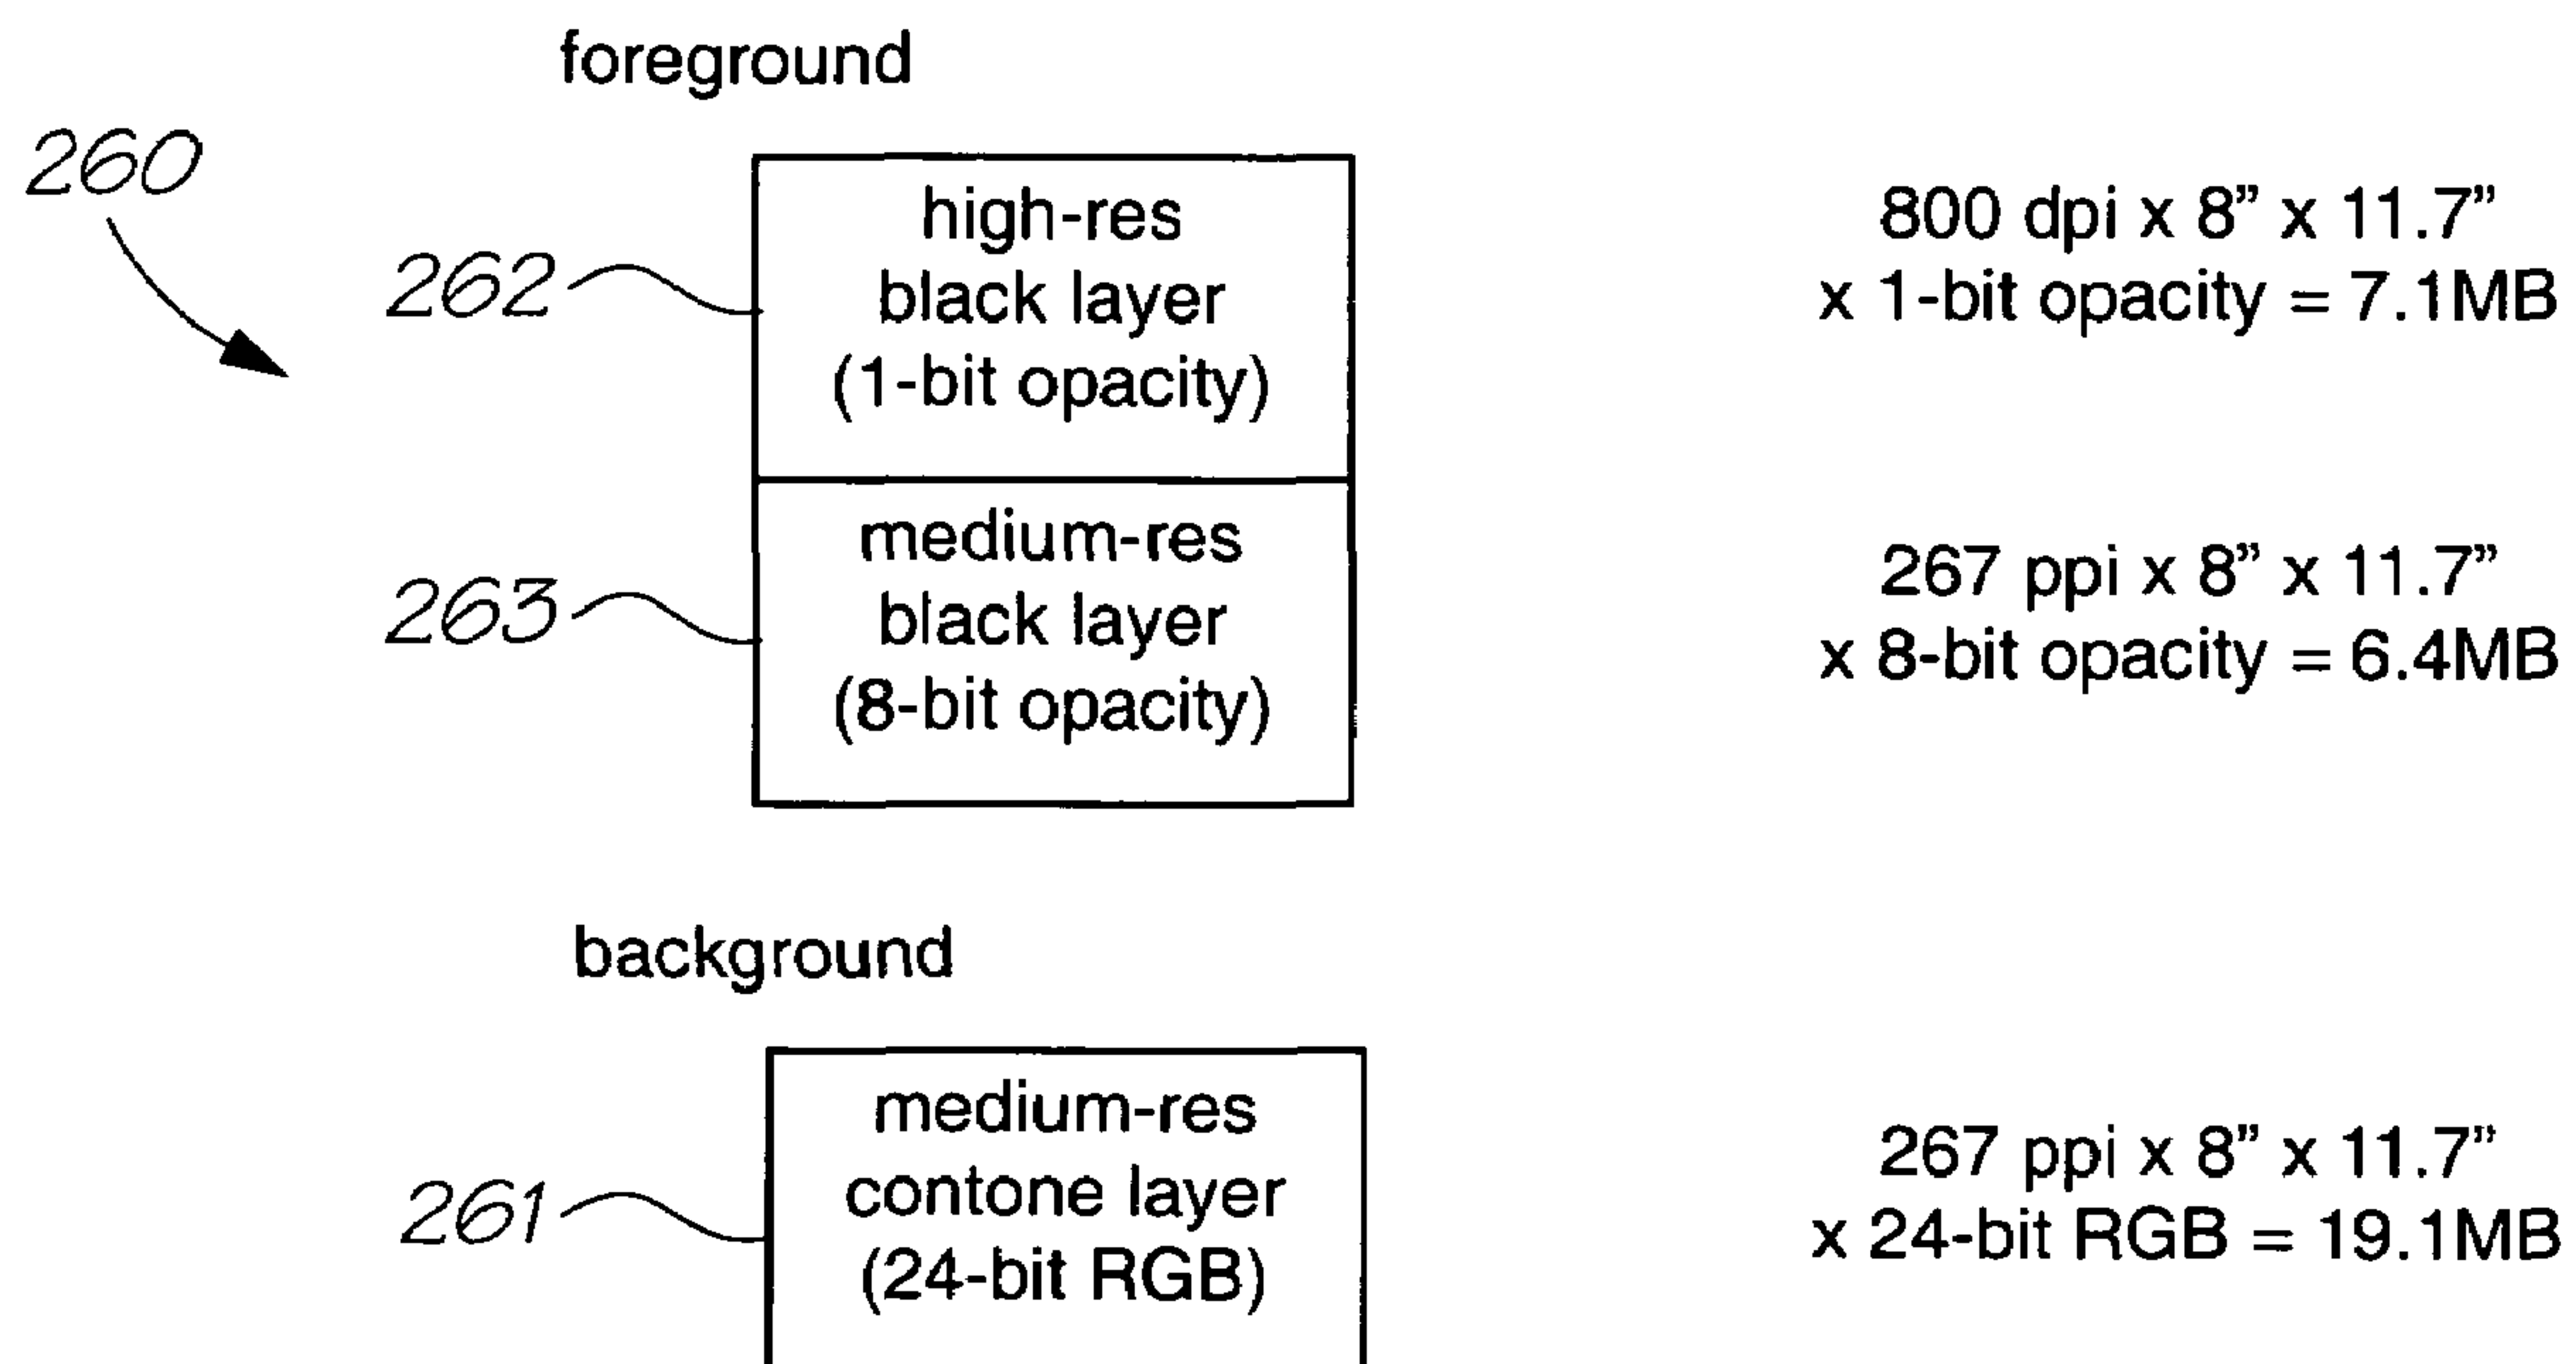 foreground
260
262
high-res
black layer
(1-bit opacity)
800 dpi x 8” x 11.7”
x 1-bit opacity = 7.1MB
263
medium-res
black layer
(8-bit opacity)
267 ppi x 8” x 11.7”
x 8-bit opacity = 6.4MB
background
261
medium-res
contone layer
(24-bit RGB)
267 ppi x 8” x 11.7”
x 24-bit RGB = 19.1MB